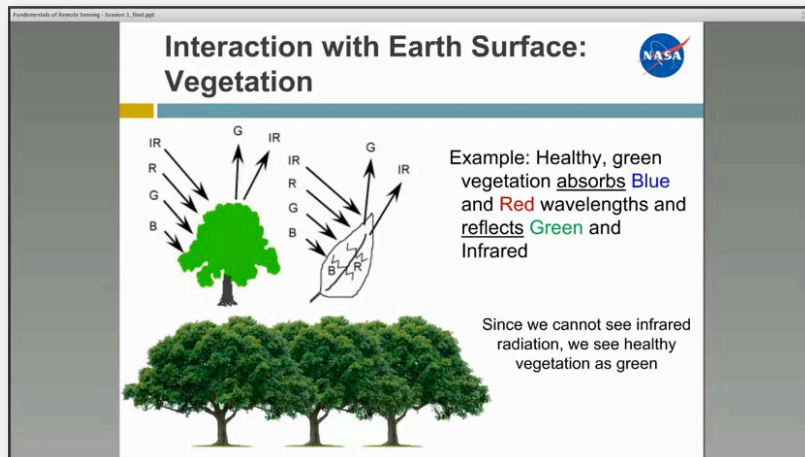 Fundamentals of Remote Sensing - Session 1_final.ppt
Interaction with Earth Surface:
Vegetation
NASA
IR
R
G
B
G
IR
IR
R
G
B
G
IR
B
R
Example: Healthy, green
vegetation absorbs Blue
and Red wavelengths and
reflects Green and
Infrared
Since we cannot see infrared
radiation, we see healthy
vegetation as green